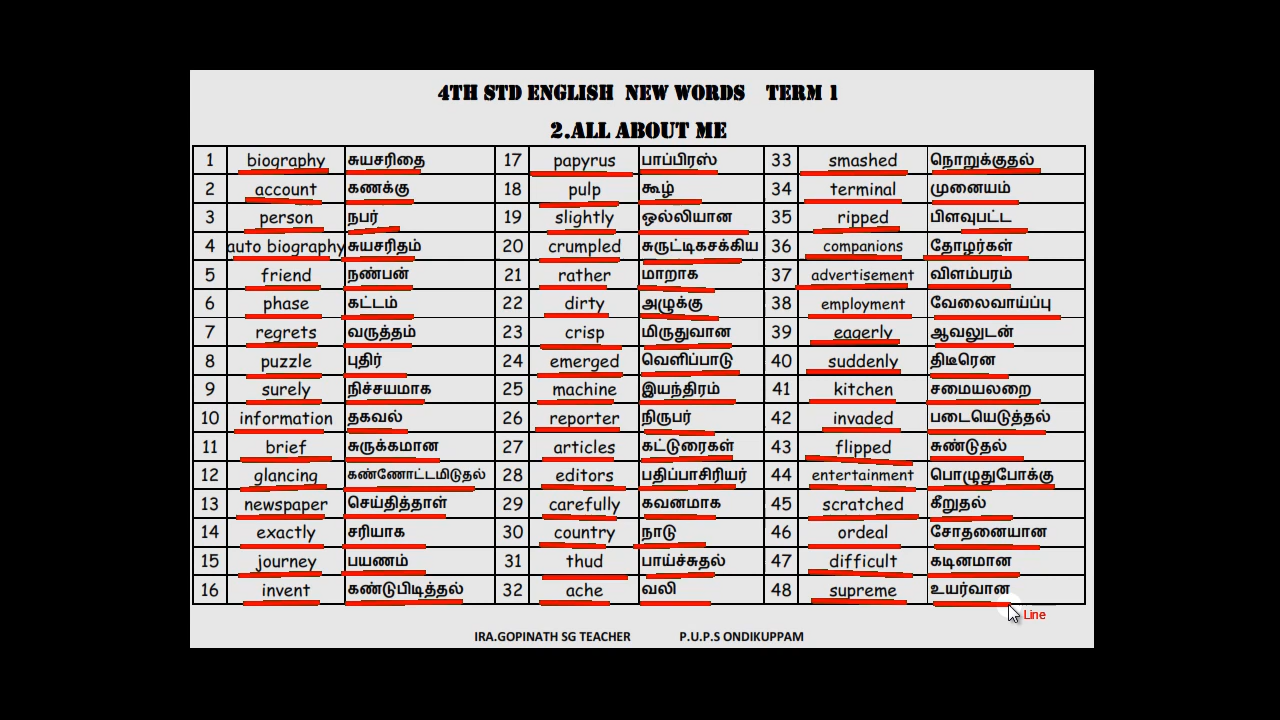 4TH STD ENGLISH NEW WORDS TERM 1
2.ALL ABOUT ME
1 biography சுயசரிதை 17 papyrus பாப்பிரஸ் 33 smashed நொறுக்குதல்
2 account கணக்கு 18 pulp கூழ் 34 terminal முனையம்
3 person நபர் 19 slightly ஒல்லியான 35 ripped பிளவுபட்ட
4 auto biography சுயசரிதம் 20 crumpled சுருட்டிகசக்கிய 36 companions தோழர்கள்
5 friend நண்பன் 21 rather மாறாக 37 advertisement விளம்பரம்
6 phase கட்டம் 22 dirty அழுக்கு 38 employment வேலைவாய்ப்பு
7 regrets வருத்தம் 23 crisp மிருதுவான 39 eagerly ஆவலுடன்
8 puzzle புதிர் 24 emerged வெளிப்பாடு 40 suddenly திடீரென
9 surely நிச்சயமாக 25 machine இயந்திரம் 41 kitchen சமையலறை
10 information தகவல் 26 reporter நிருபர் 42 invaded படையெடுத்தல்
11 brief சுருக்கமான 27 articles கட்டுரைகள் 43 flipped சுண்டுதல்
12 glancing கண்ணோட்டமிடுதல் 28 editors பதிப்பாசிரியர் 44 entertainment பொழுதுபோக்கு
13 newspaper செய்தித்தாள் 29 carefully கவனமாக 45 scratched கீறுதல்
14 exactly சரியாக 30 country நாடு 46 ordeal சோதனையான
15 journey பயணம் 31 thud பாய்ச்சுதல் 47 difficult கடினமான
16 invent கண்டுபிடித்தல் 32 ache வலி 48 supreme உயர்வான
Line
IRA.GOPINATH SG TEACHER P.U.P.S ONDIKUPPAM